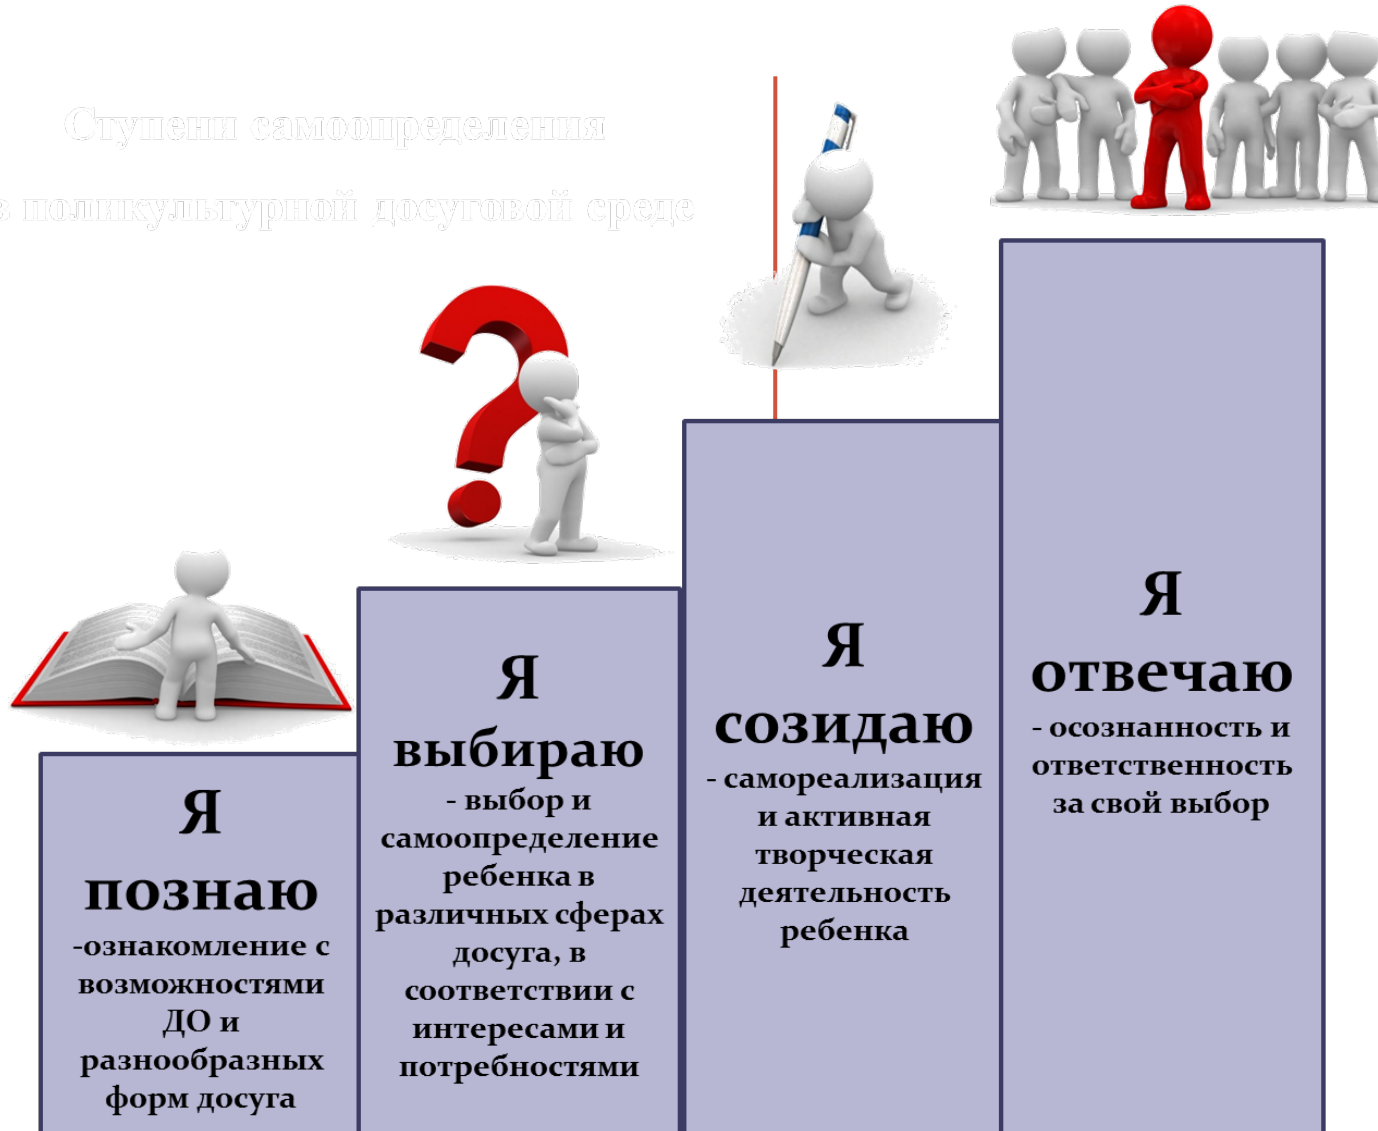 Ступени самоопределения
в поликультурной досуговой среде
Я
познаю
-ознакомление с
возможностями
ДО и
разнообразных
форм досуга
Я
выбираю
- выбор и
самоопределение
ребенка в
различных сферах
досуга, в
соответствии с
интересами и
потребностями
Я
созидаю
- самореализация
и активная
творческая
деятельность
ребенка
Я
отвечаю
- осознанность и
ответственность
за свой выбор